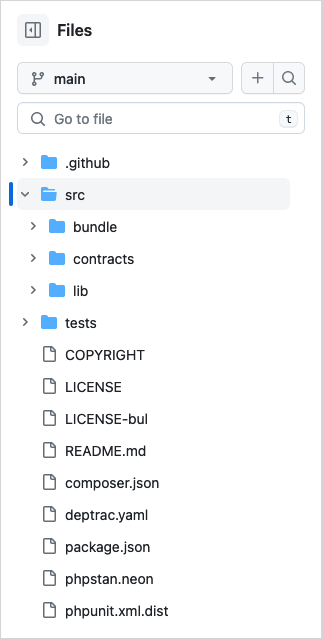 Files
main
Go to file
t
.github
src
bundle
contracts
lib
tests
COPYRIGHT
LICENSE
LICENSE-bul
README.md
composer.json
deptrac.yaml
package.json
phpstan.neon
phpunit.xml.dist